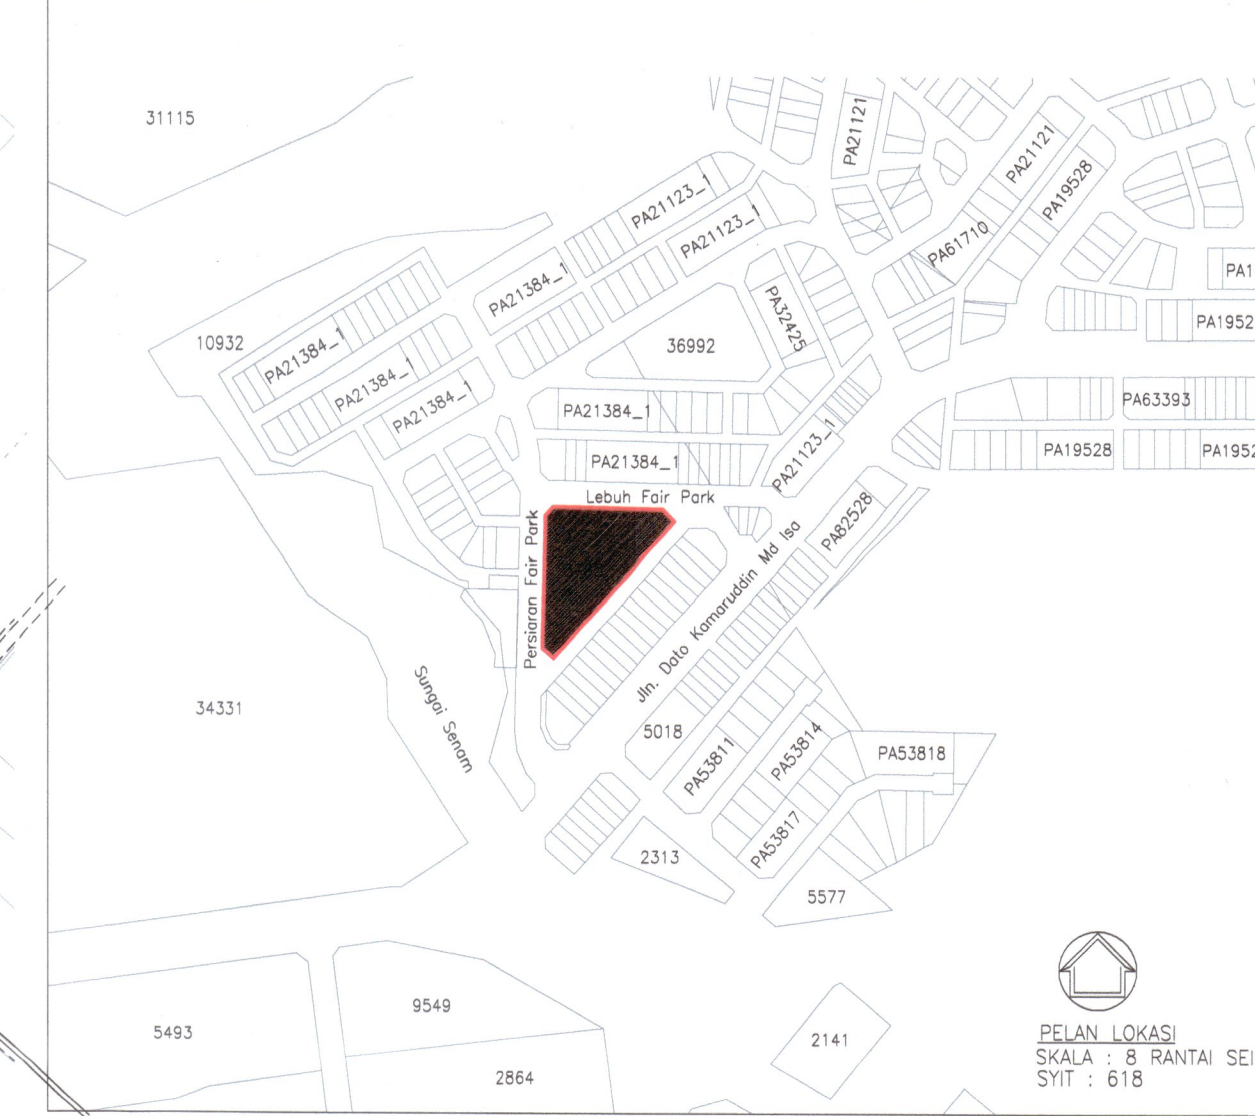 31115
PA21121
PA21121
PA19528
PA21123_1
PA21123_1
PA61710
PA21384_1
PA32425
10932
PA21384_1
36992
PA21384_1
PA21384_1
PA21384_1
PA21384_1
PA21123_1
PA1
PA1952
PA63393
PA19528
PA1952
Lebuh Fair Park
Persiaran Fair Park
Jln. Dato Kamaruddin Md Isa
PA82528
Sungai Senam
34331
5018
PA53811
PA53814
PA53818
PA53817
2313
5577
5493
9549
2864
2141
PELAN LOKASI
SKALA : 8 RANTAI SEI
SYIT : 618